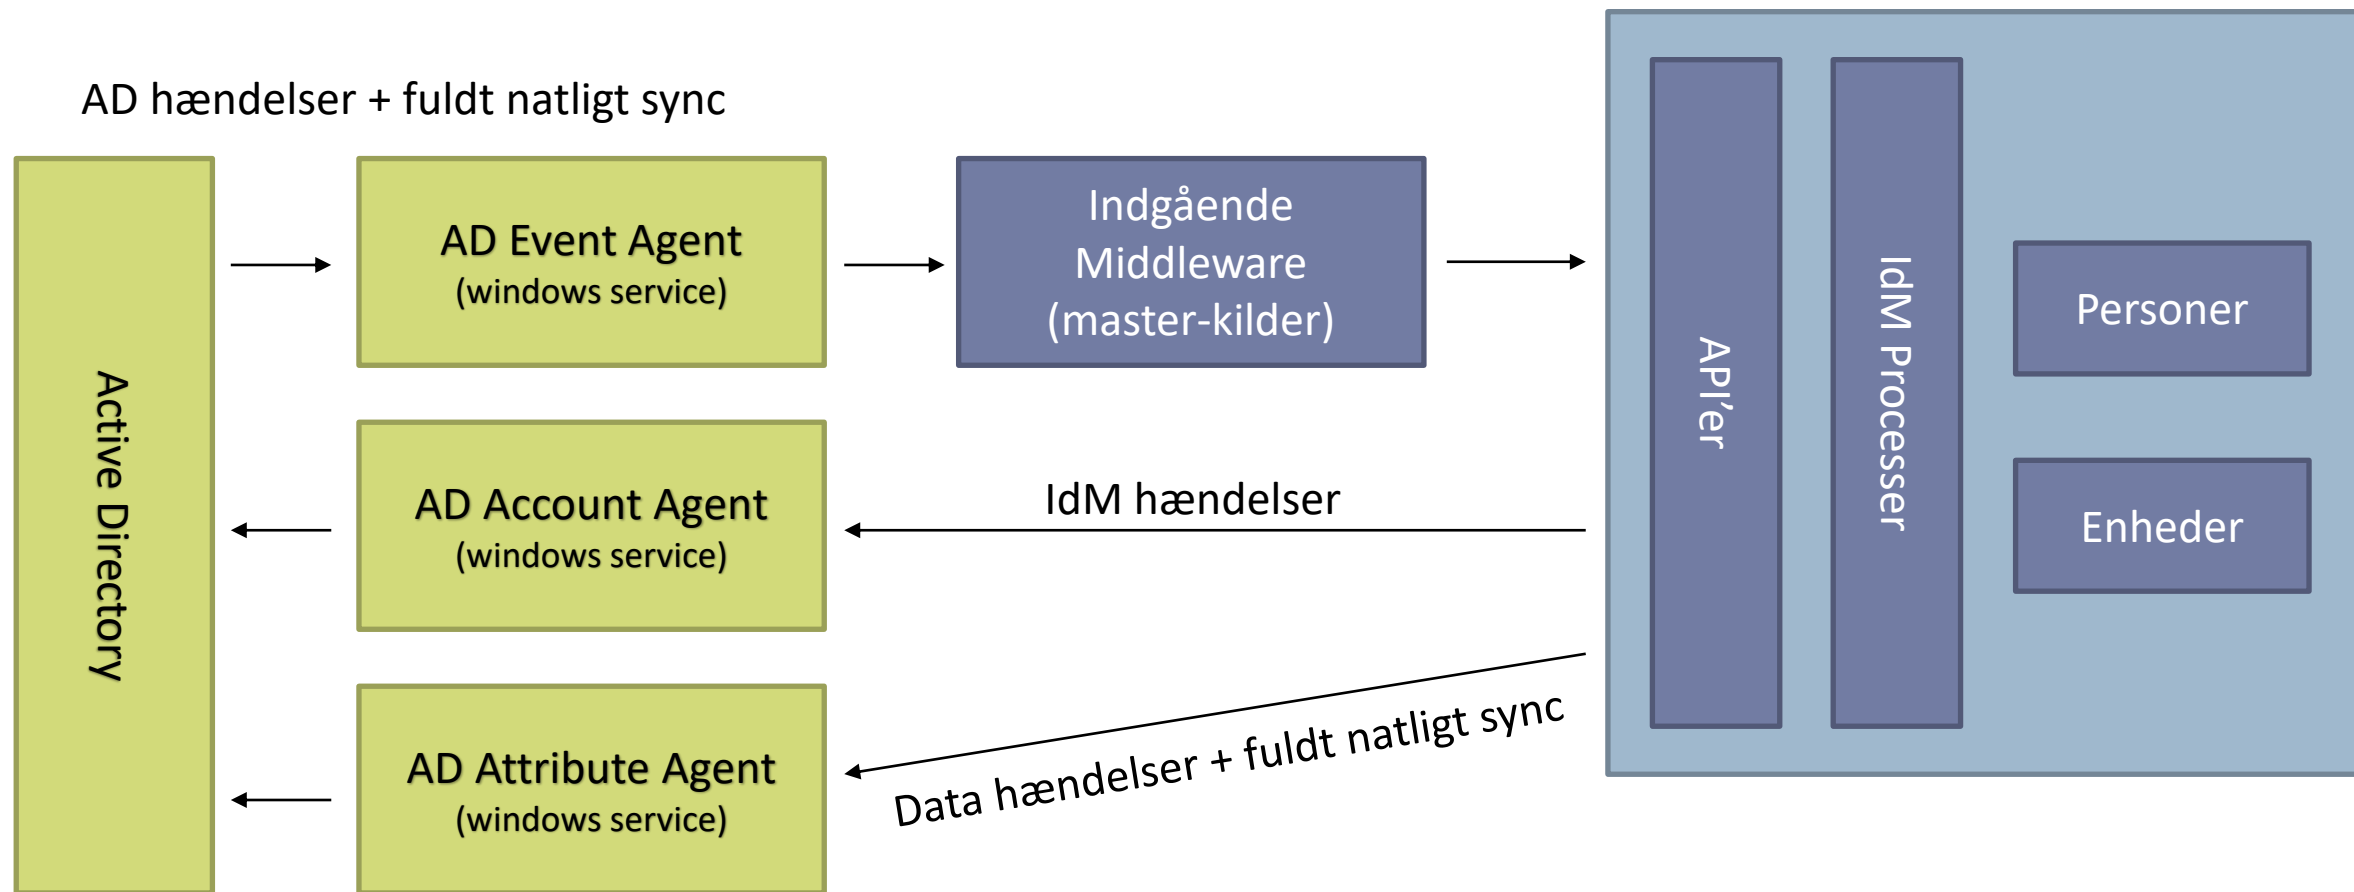 AD hændelser + fuldt natligt sync
Active Directory
AD Event Agent
(windows service)
Indgående
Middleware
(master-kilder)
AD Account Agent
(windows service)
IdM hændelser
AD Attribute Agent
(windows service)
Data hændelser + fuldt natligt sync
API’er
IdM Processer
Personer
Enheder